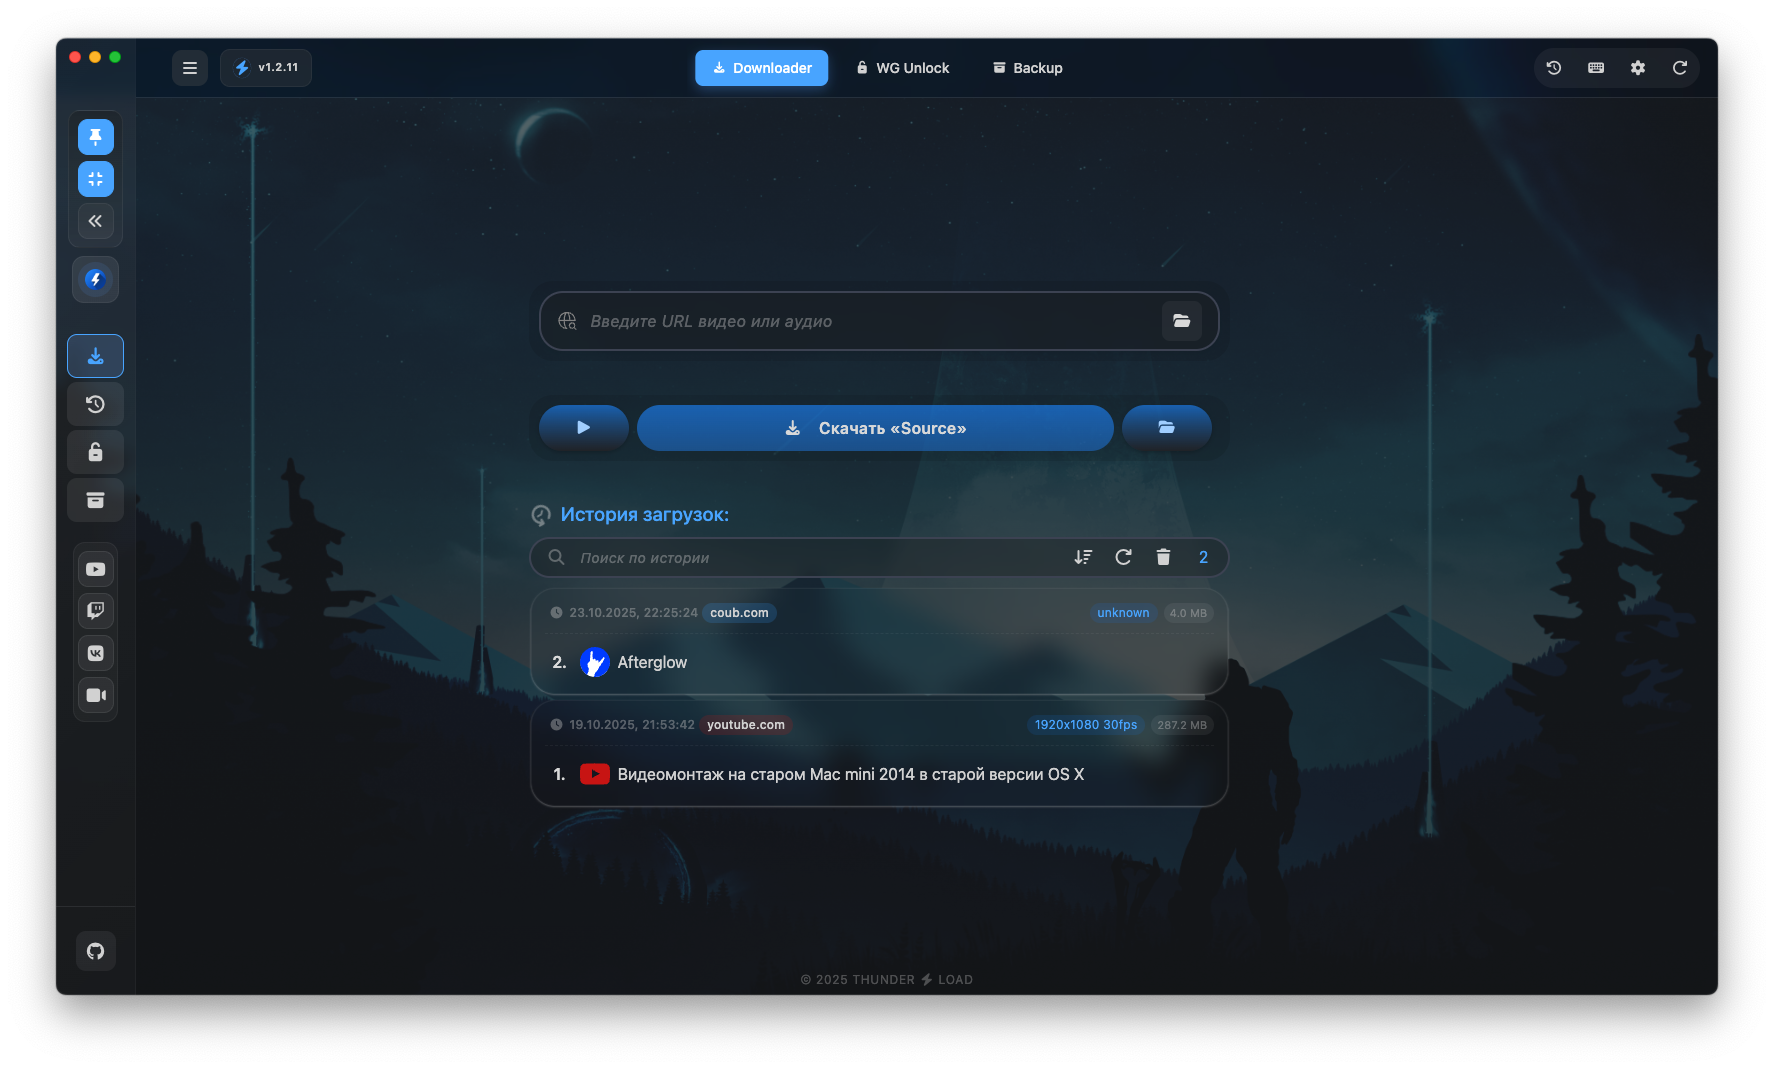 v1.2.11
Downloader
WG Unlock
Backup
Введите URL видео или аудио
Скачать «Source»
История загрузок:
Поиск по истории
2
23.10.2025, 22:25:24 coub.com unknown 4.0 MB
2. Afterglow
19.10.2025, 21:53:42 youtube.com 1920x1080 30fps 287.2 MB
1. Видеомонтаж на старом Mac mini 2014 в старой версии OS X
© 2025 THUNDER LOAD